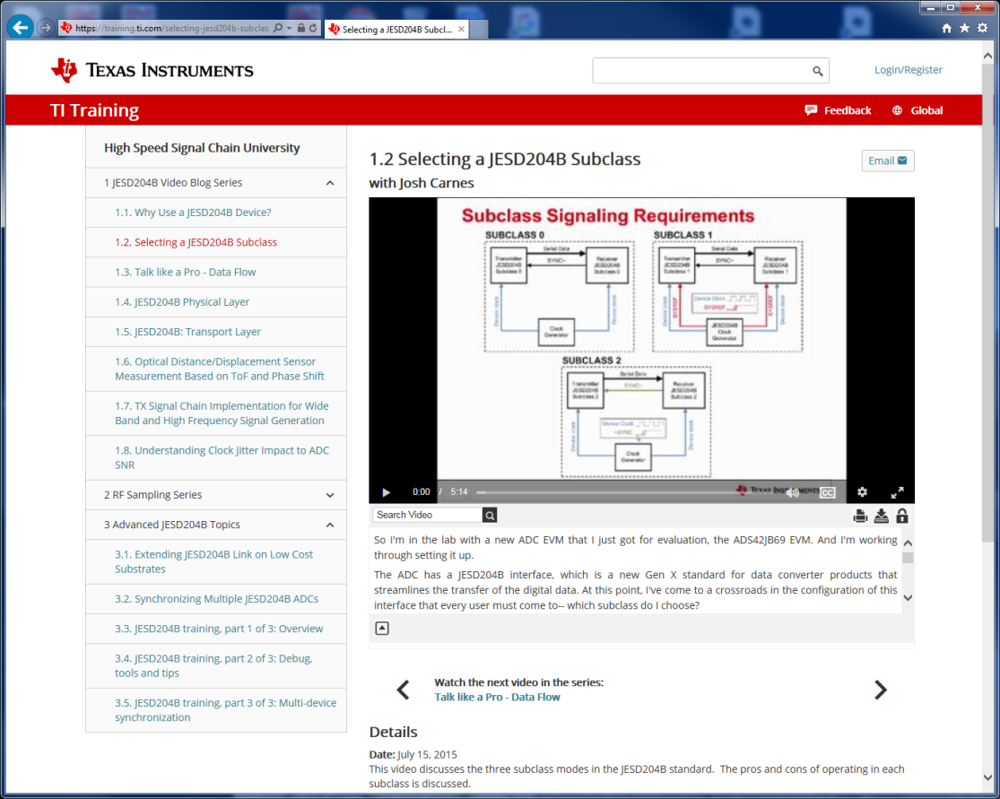 https://training.ti.com/selecting-jesd204b-subclas
Selecting a JESD204B Subcl...
TEXAS INSTRUMENTS
Login/Register
TI Training
Feedback
Global
High Speed Signal Chain University
1 JESD204B Video Blog Series
1.1. Why Use a JESD204B Device?
1.2. Selecting a JESD204B Subclass
1.3. Talk like a Pro - Data Flow
1.4. JESD204B Physical Layer
1.5. JESD204B: Transport Layer
1.6. Optical Distance/Displacement Sensor
Measurement Based on ToF and Phase Shift
1.7. TX Signal Chain Implementation for Wide
Band and High Frequency Signal Generation
1.8. Understanding Clock Jitter Impact to ADC
SNR
2 RF Sampling Series
3 Advanced JESD204B Topics
3.1. Extending JESD204B Link on Low Cost
Substrates
3.2. Synchronizing Multiple JESD204B ADCs
3.3. JESD204B training, part 1 of 3: Overview
3.4. JESD204B training, part 2 of 3: Debug,
tools and tips
3.5. JESD204B training, part 3 of 3: Multi-device
synchronization
1.2 Selecting a JESD204B Subclass
Email
with Josh Carnes
Subclass Signaling Requirements
SUBCLASS 0
Serial Data
SYNC~
Transmitter
JESD204B
Subclass 0
Receiver
JESD204B
Subclass 0
Device clock
Device clock
Clock
Generator
SUBCLASS 1
Serial Data
SYNC~
Transmitter
JESD204B
Subclass 1
Receiver
JESD204B
Subclass 1
Device clock
SYSREF
Device Clock
SYSREF
SYSREF
Device clock
JESD204B
Clock
Generator
SUBCLASS 2
Serial Data
SYNC~
Transmitter
JESD204B
Subclass 2
Receiver
JESD204B
Subclass 2
Device clock
Device Clock
~SYNC
Device clock
Clock
Generator
TEXAS INSTRUMENTS
0:00 / 5:14
CC
Search Video
So I'm in the lab with a new ADC EVM that I just got for evaluation, the ADS42JB69 EVM. And I'm working
through setting it up.
The ADC has a JESD204B interface, which is a new Gen X standard for data converter products that
streamlines the transfer of the digital data. At this point, I've come to a crossroads in the configuration of this
interface that every user must come to-- which subclass do I choose?
Watch the next video in the series:
Talk like a Pro - Data Flow
Details
Date: July 15, 2015
This video discusses the three subclass modes in the JESD204B standard. The pros and cons of operating in each
subclass is discussed.